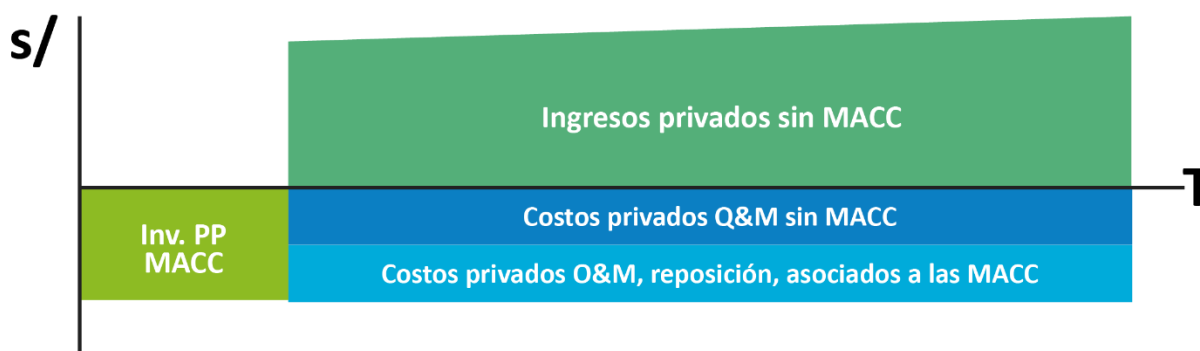 s/
Ingresos privados sin MACC
T
Costos privados Q&M sin MACC
Inv. PP
MACC
Costos privados O&M, reposición, asociados a las MACC